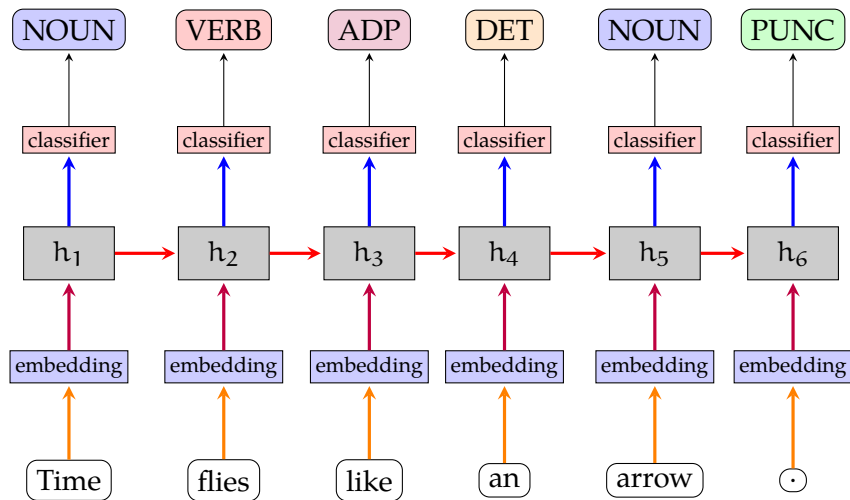 NOUN VERB ADP DET NOUN PUNC
classifier classifier classifier classifier classifier classifier
h₁ h₂ h₃ h₄ h₅ h₆
embedding embedding embedding embedding embedding embedding
Time flies like an arrow .